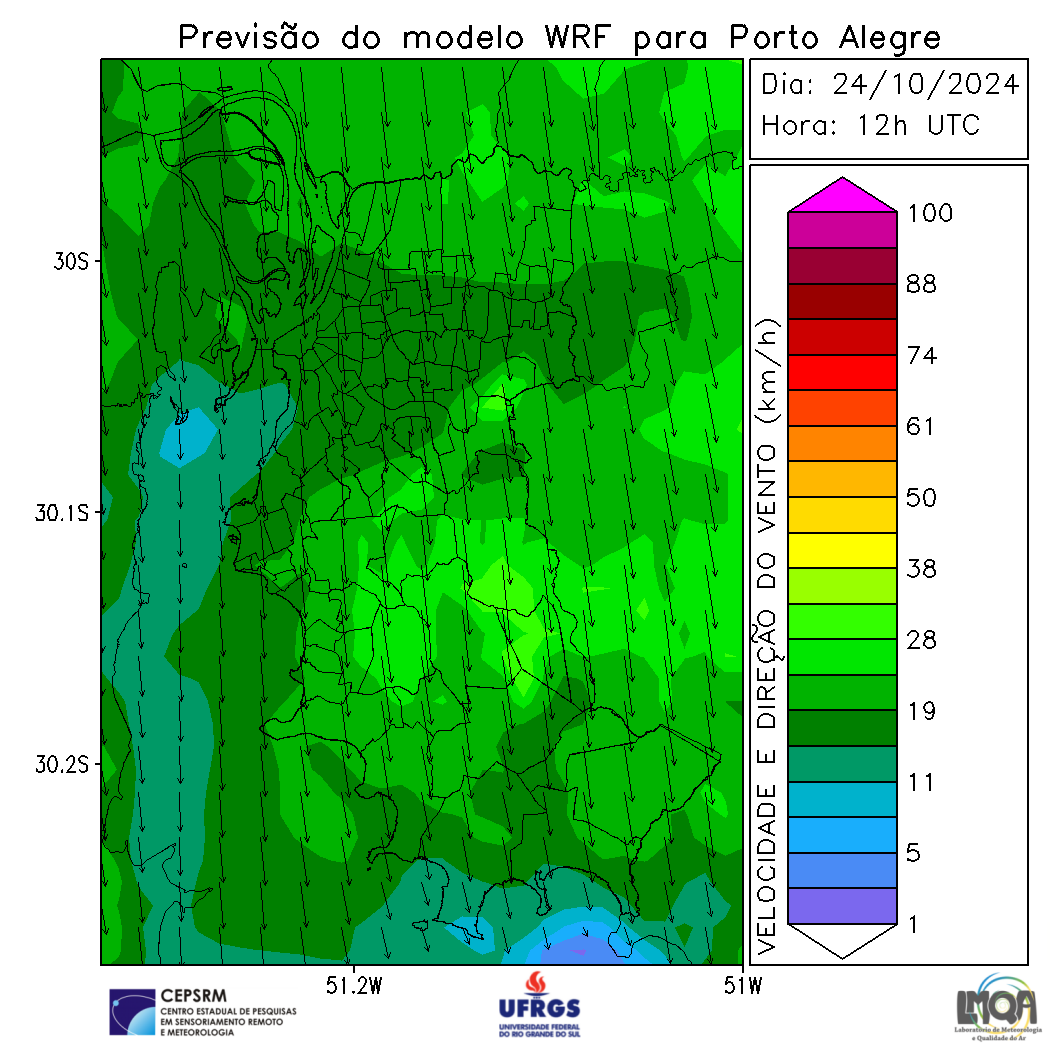 Previsão do modelo WRF para Porto Alegre
Dia: 24/10/2024
Hora: 12h UTC
30S
30.1S
30.2S
51.2W
51W
VELOCIDADE E DIREÇÃO DO VENTO (km/h)
100
88
74
61
50
38
28
19
11
5
1
CEPSRM
CENTRO ESTADUAL DE PESQUISAS
EM SENSORIAMENTO REMOTO
E METEOROLOGIA
UFRGS
UNIVERSIDADE FEDERAL
DO RIO GRANDE DO SUL
LMQA
Laboratório de Meteorologia
e Qualidade do Ar